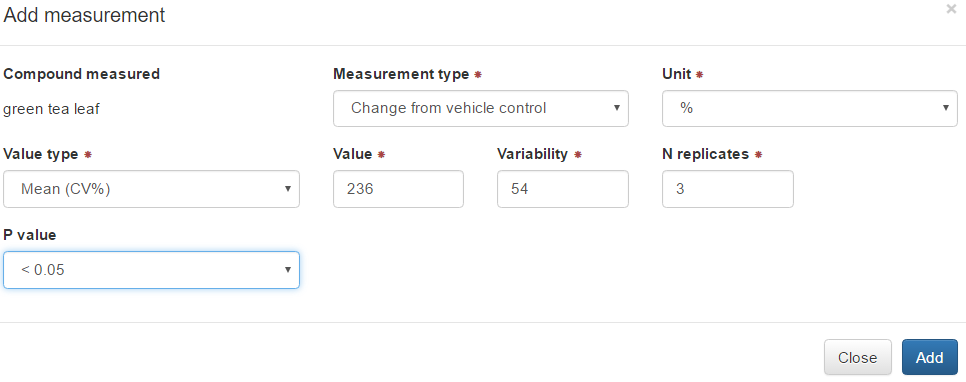 Add measurement ×
Compound measured Measurement type * Unit *
green tea leaf Change from vehicle control %
Value type * Value * Variability * N replicates *
Mean (CV%) 236 54 3
P value
< 0.05
Close Add